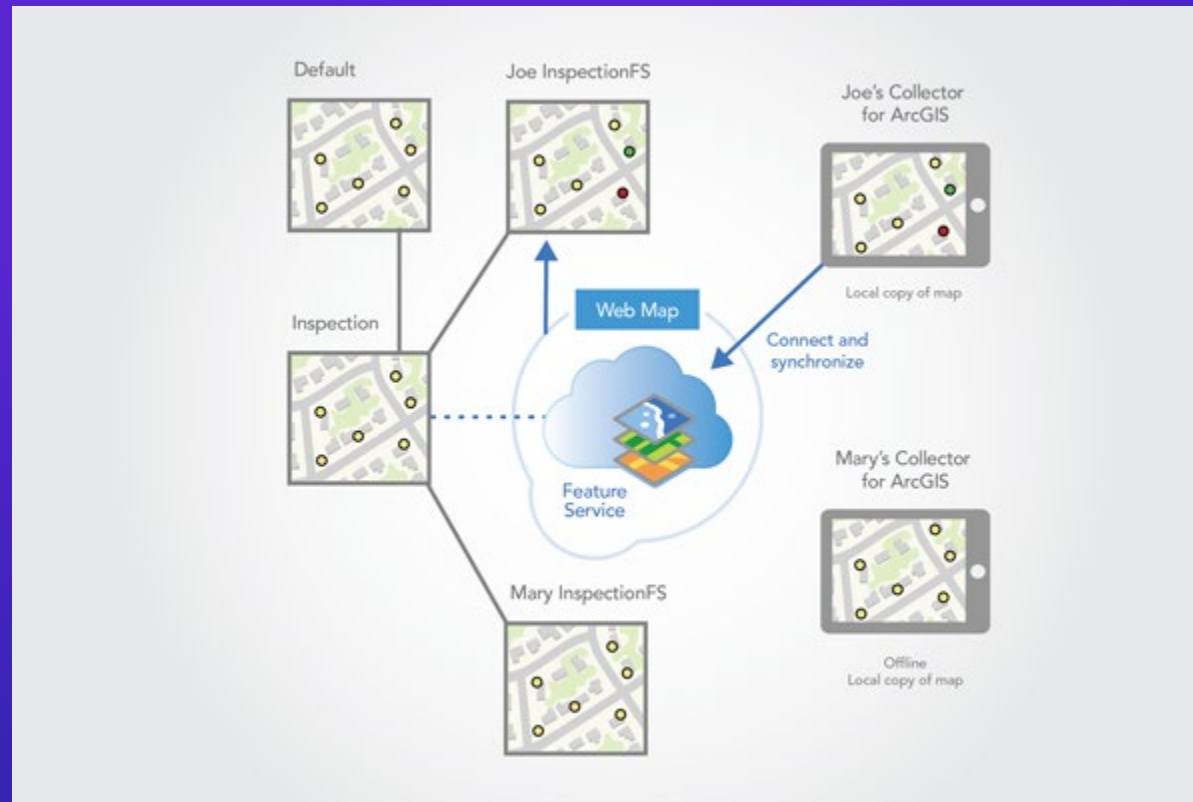 Default
Joe InspectionFS
Joe's Collector
for ArcGIS
Local copy of map
Inspection
Web Map
Connect and
synchronize
Feature
Service
Mary's Collector
for ArcGIS
Mary InspectionFS
Offline
Local copy of map